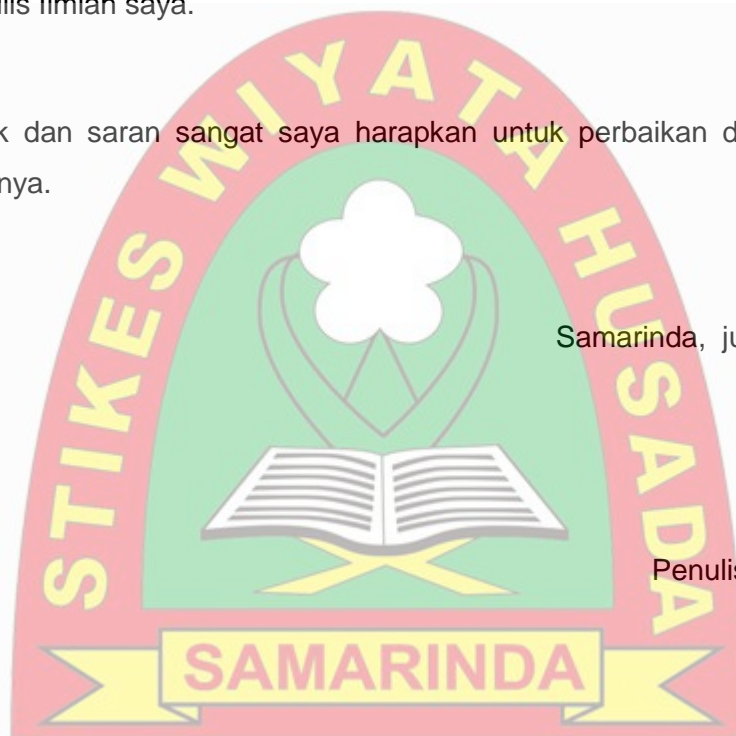 lis Ilmiah saya.
k dan saran sangat saya harapkan untuk perbaikan d
nya.
Samarinda, ju
Penulis
STIKES WIYATA HUSADA
SAMARINDA